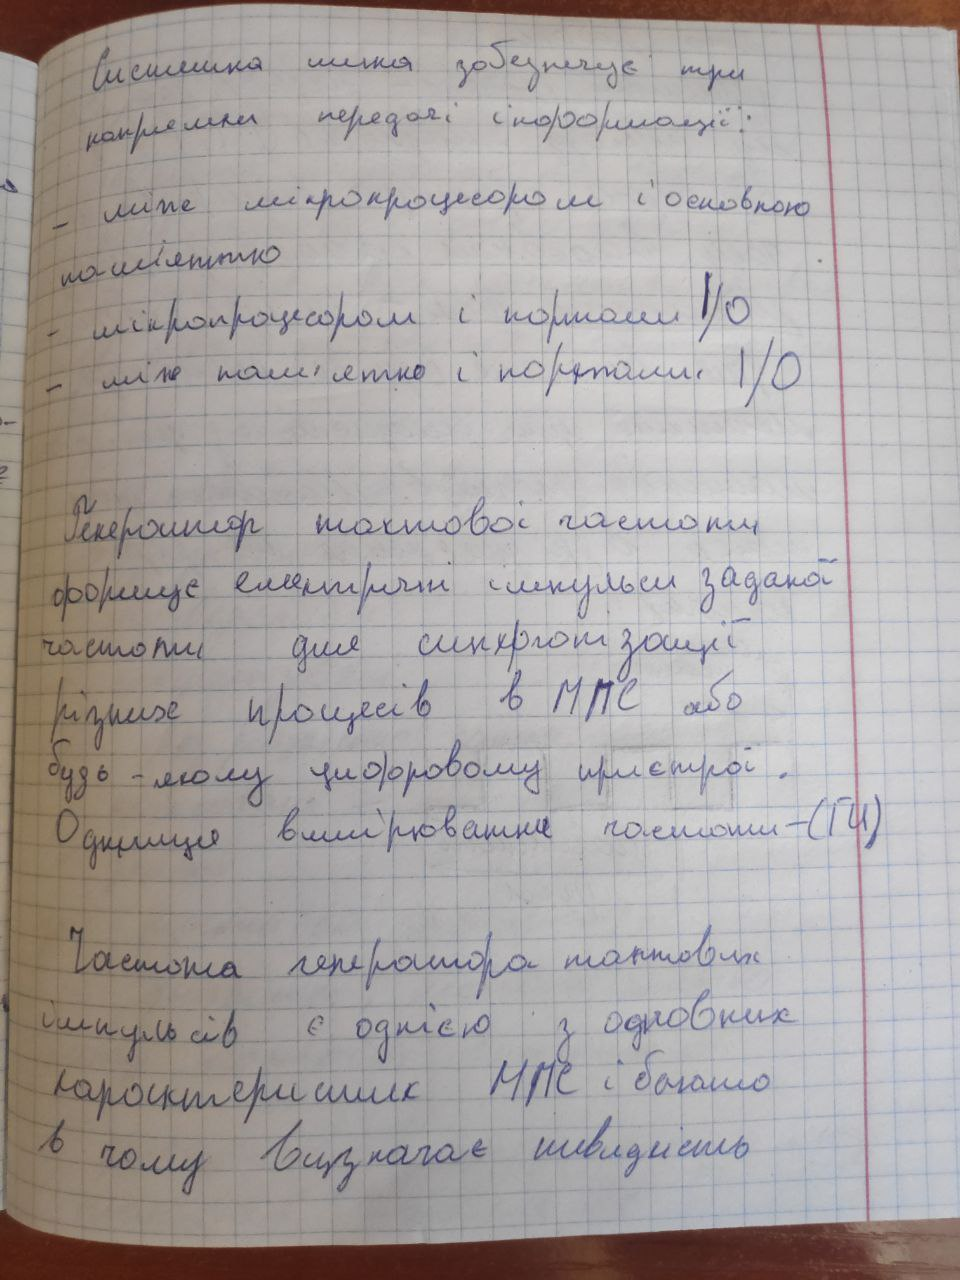 Системна шина забезпечує три
напрямки передачі інформації:
- між мікропроцесором і основною
пам'яттю
- мікропроцесором і портами I/O
- між пам'яттю і портами I/O
Генератор тактової частоти
формує електричні імпульси заданої
частоти для синхронізації
різних процесів в МПС або
будь-якому цифровому пристрої.
Одиниця вимірювання частоти-(ГЦ)
Частота генератора тактових
імпульсів є однією з основних
характеристик МПС і багато
в чому визначає швидкість